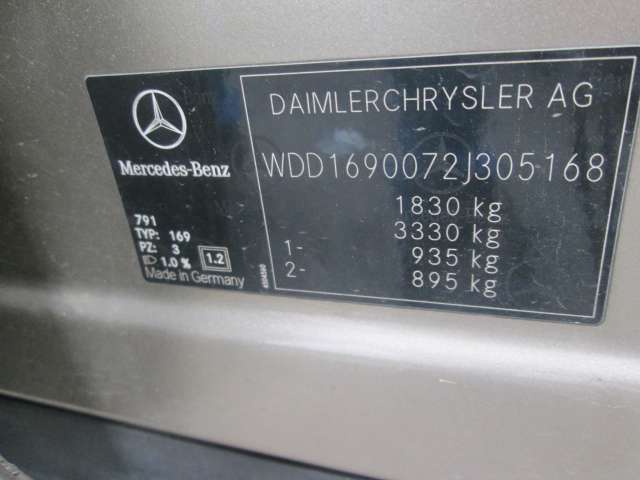 Mercedes-Benz
791
TYP: 169
PZ: 3
1.0 % 1.2
Made in Germany
DAIMLERCHRYSLER AG
WDD1690072J305168
1830 kg
3330 kg
1- 935 kg
2- 895 kg